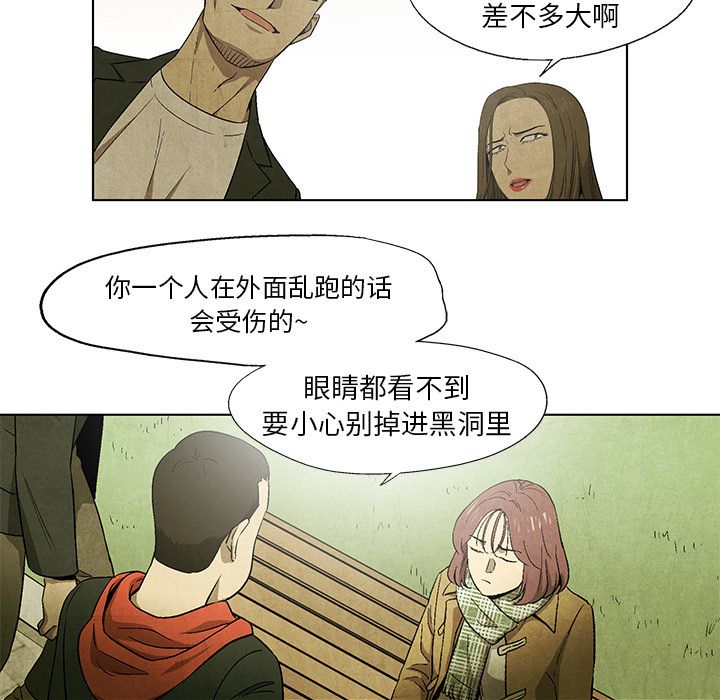 差不多大啊
你一个人在外面乱跑的话
会受伤的~
眼睛都看不到
要小心别掉进黑洞里